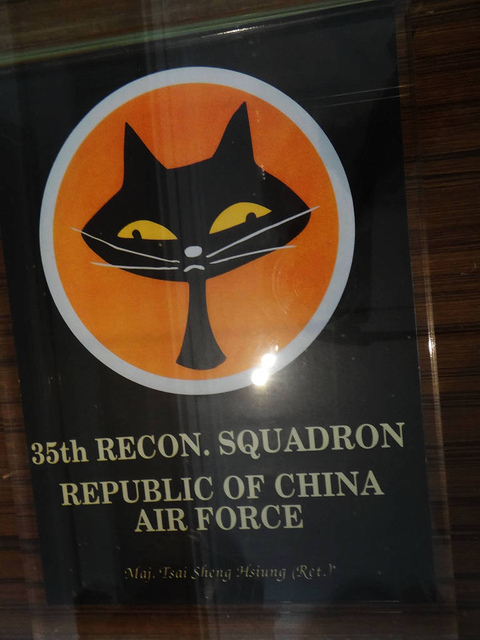 35th RECON. SQUADRON
REPUBLIC OF CHINA
AIR FORCE
Maj. Tsai Sheng Hsiung (Ret.)